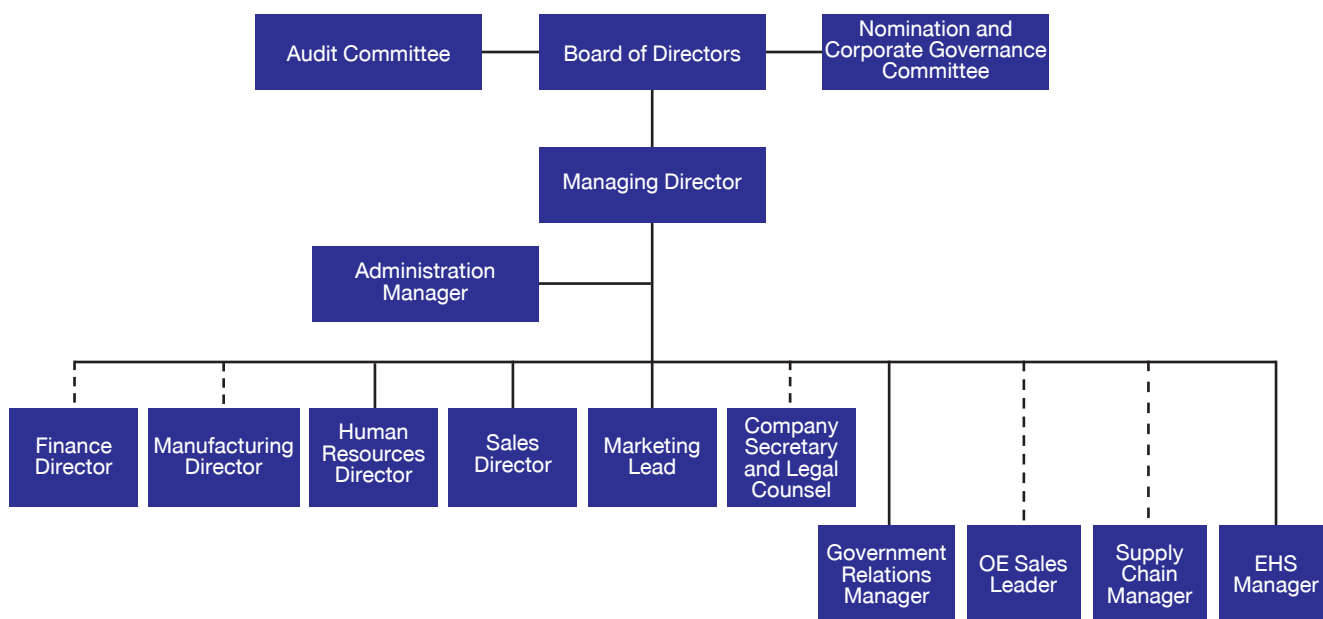 Audit Committee
Board of Directors
Nomination and
Corporate Governance
Committee
Managing Director
Administration
Manager
Finance
Director
Manufacturing
Director
Human
Resources
Director
Sales
Director
Marketing
Lead
Company
Secretary
and Legal
Counsel
Government
Relations
Manager
OE Sales
Leader
Supply
Chain
Manager
EHS
Manager